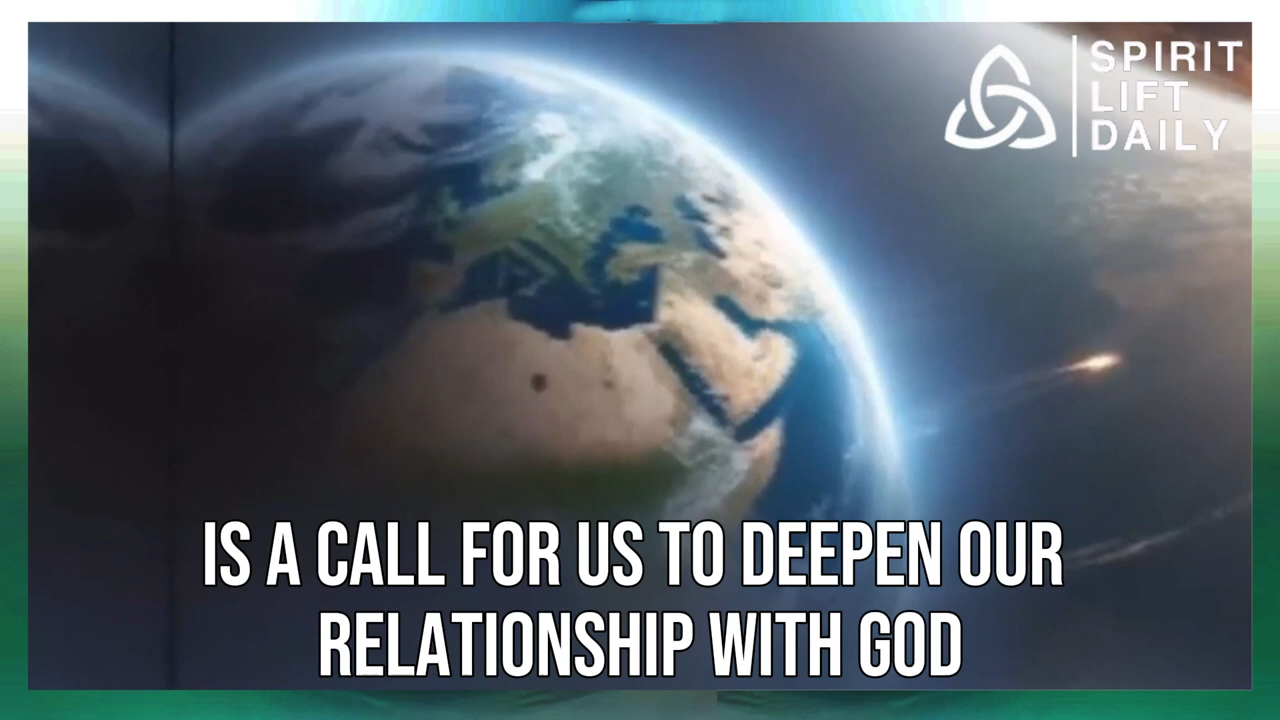 SPIRIT
LIFT
DAILY
IS A CALL FOR US TO DEEPEN OUR
RELATIONSHIP WITH GOD